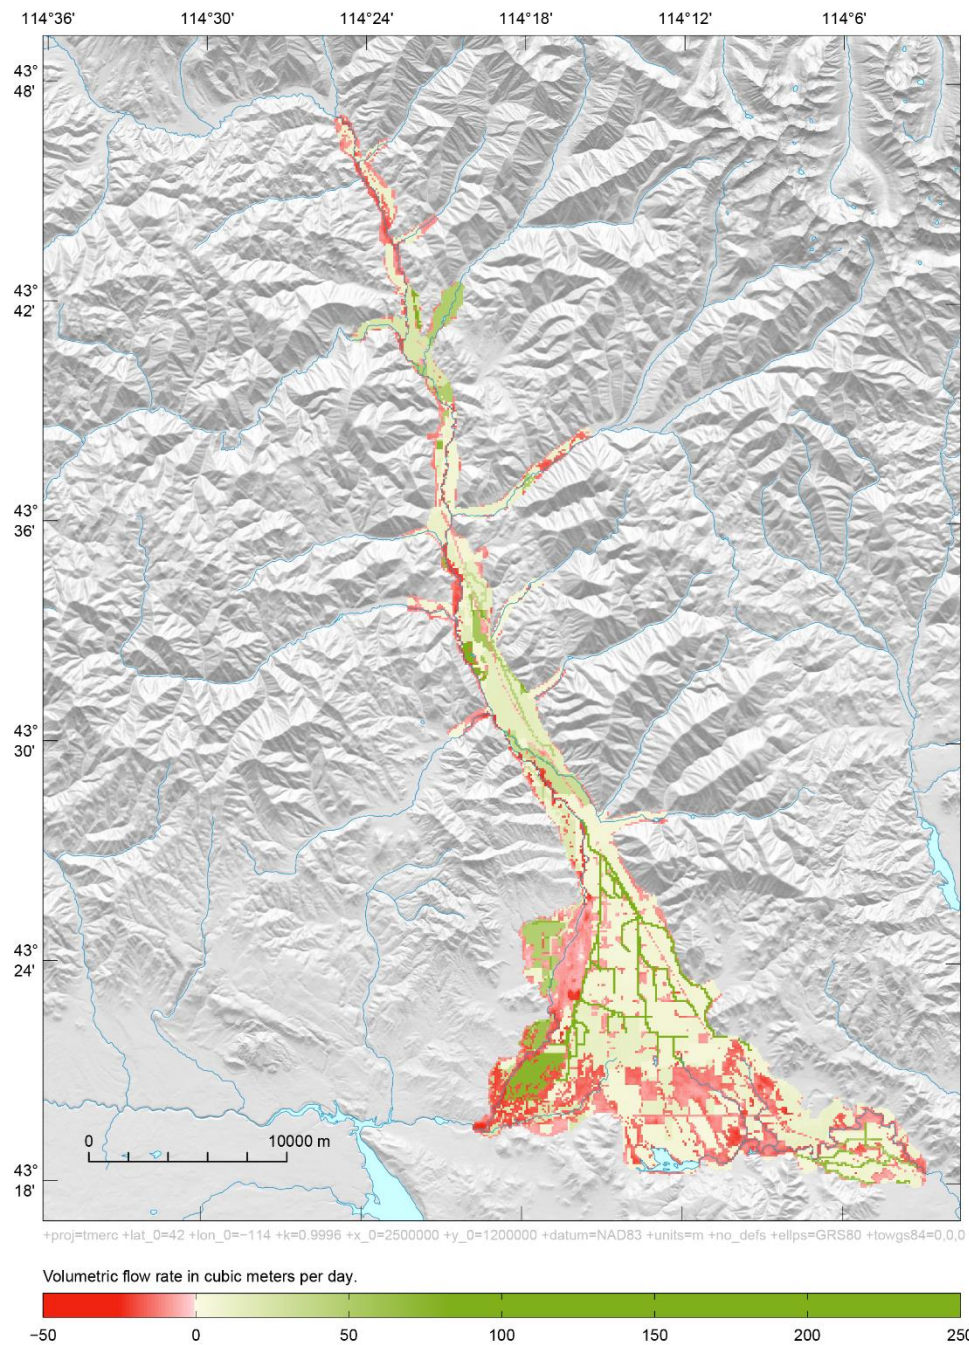 114°36' 114°30' 114°24' 114°18' 114°12' 114°6'
43°
48'
43°
42'
43°
36'
43°
30'
43°
24'
43°
18'
0 10000 m
+proj=tmerc +lat_0=42 +lon_0=−114 +k=0.9996 +x_0=2500000 +y_0=1200000 +datum=NAD83 +units=m +no_defs +ellps=GRS80 +towgs84=0,0,0
Volumetric flow rate in cubic meters per day.
−50 0 50 100 150 200 250